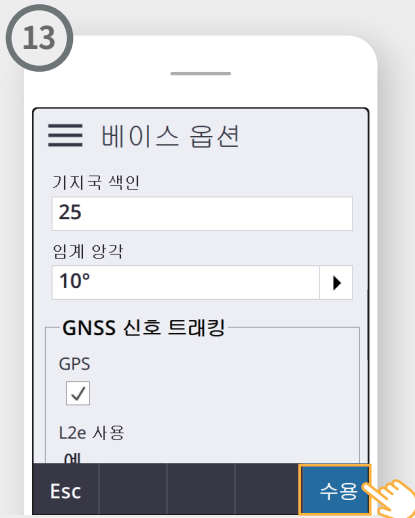 13
베이스 옵션
기지국 색인
25
임계 앙각
10°
GNSS 신호 트래킹
GPS
L2e 사용
예
Esc
수용